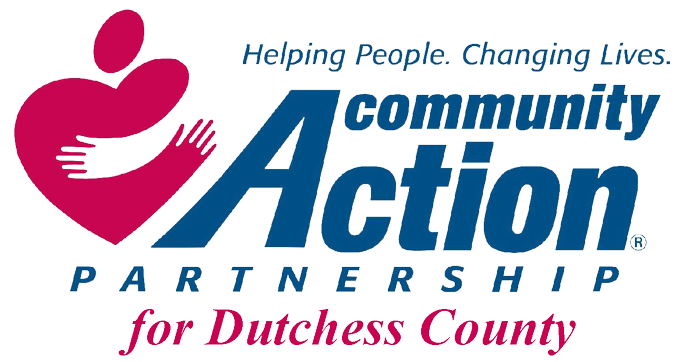 Helping People. Changing Lives.
community
Action®
PARTNERSHIP
for Dutchess County